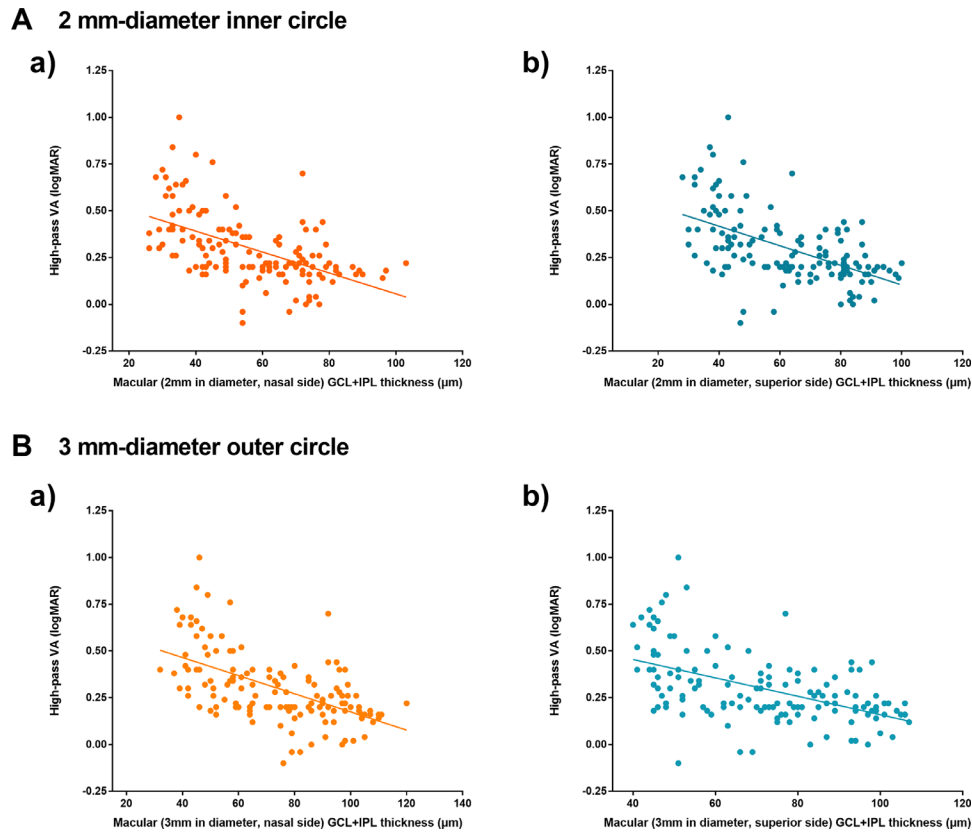 A 2 mm-diameter inner circle
a)
High-pass VA (logMAR)
1.25
1.00
0.75
0.50
0.25
0.00
-0.25
20 40 60 80 100 120
Macular (2mm in diameter, nasal side) GCL+IPL thickness (µm)
b)
High-pass VA (logMAR)
1.25
1.00
0.75
0.50
0.25
0.00
-0.25
20 40 60 80 100 120
Macular (2mm in diameter, superior side) GCL+IPL thickness (µm)
B 3 mm-diameter outer circle
a)
High-pass VA (logMAR)
1.25
1.00
0.75
0.50
0.25
0.00
-0.25
20 40 60 80 100 120 140
Macular (3mm in diameter, nasal side) GCL+IPL thickness (µm)
b)
High-pass VA (logMAR)
1.25
1.00
0.75
0.50
0.25
0.00
-0.25
40 60 80 100 120
Macular (3mm in diameter, superior side) GCL+IPL thickness (µm)